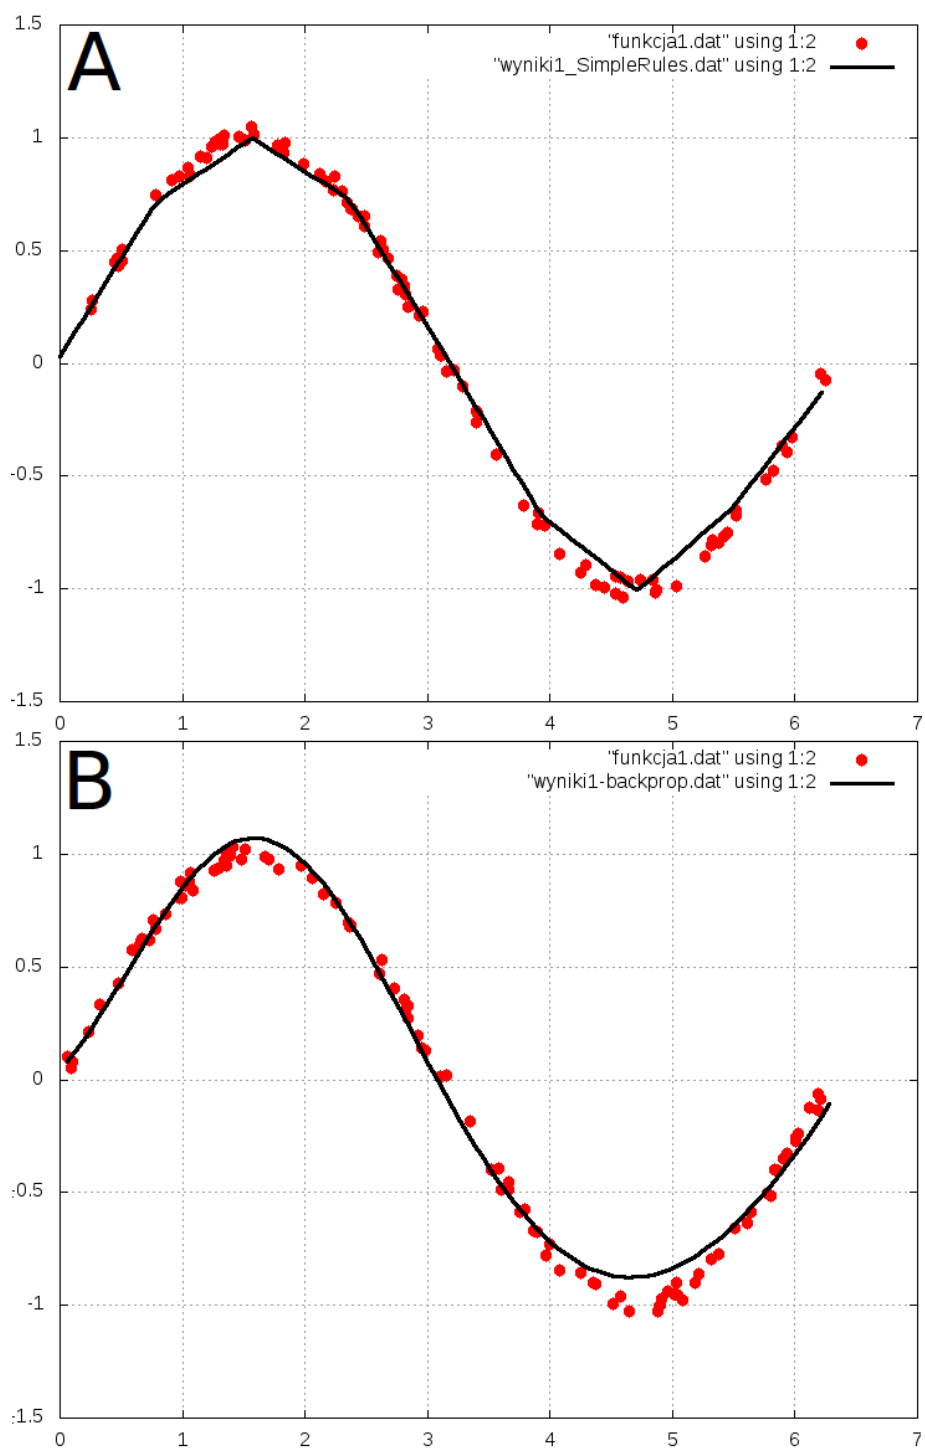 A
"funkcja1.dat" using 1:2
"wyniki1_SimpleRules.dat" using 1:2
1.5
1
0.5
0
-0.5
-1
-1.5
0 1 2 3 4 5 6 7
B
"funkcja1.dat" using 1:2
"wyniki1-backprop.dat" using 1:2
1.5
1
0.5
0
-0.5
-1
-1.5
0 1 2 3 4 5 6 7